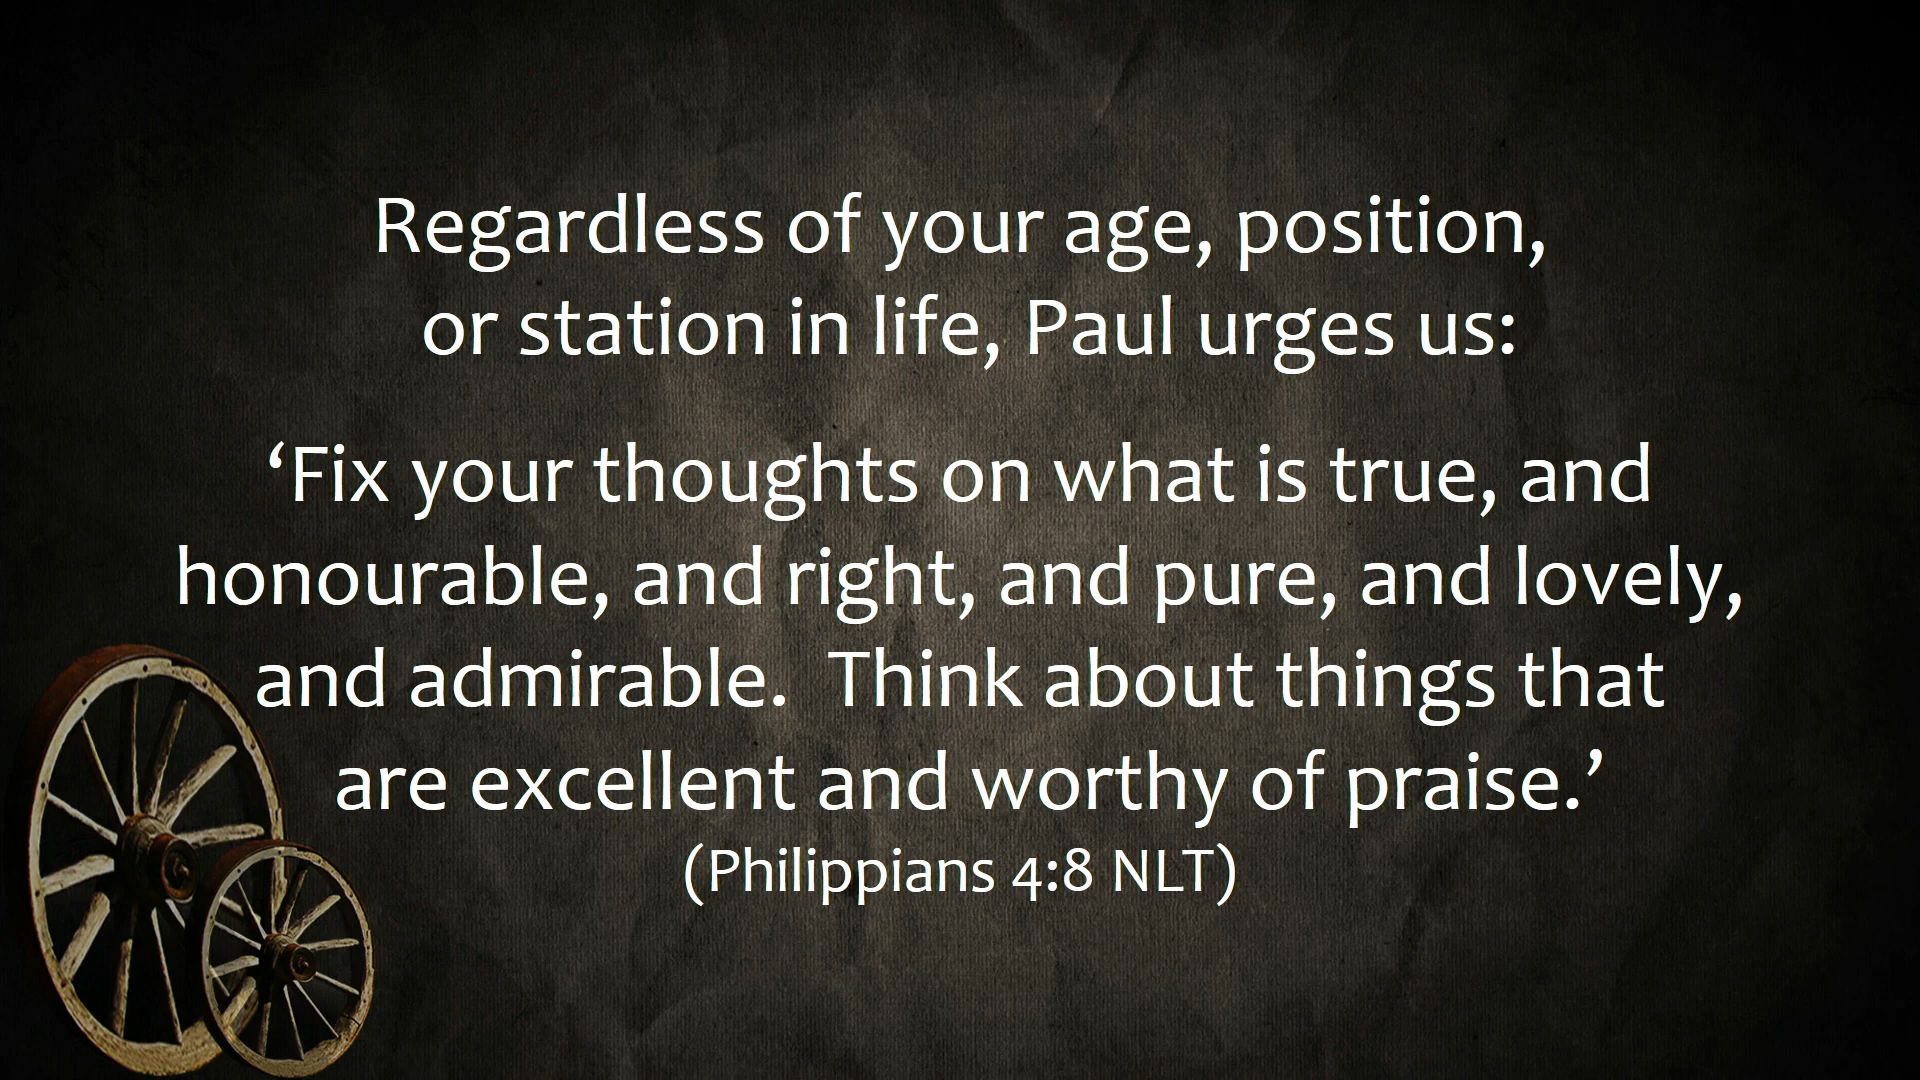 Regardless of your age, position,
or station in life, Paul urges us:
‘Fix your thoughts on what is true, and
honourable, and right, and pure, and lovely,
and admirable.  Think about things that
are excellent and worthy of praise.’
(Philippians 4:8 NLT)